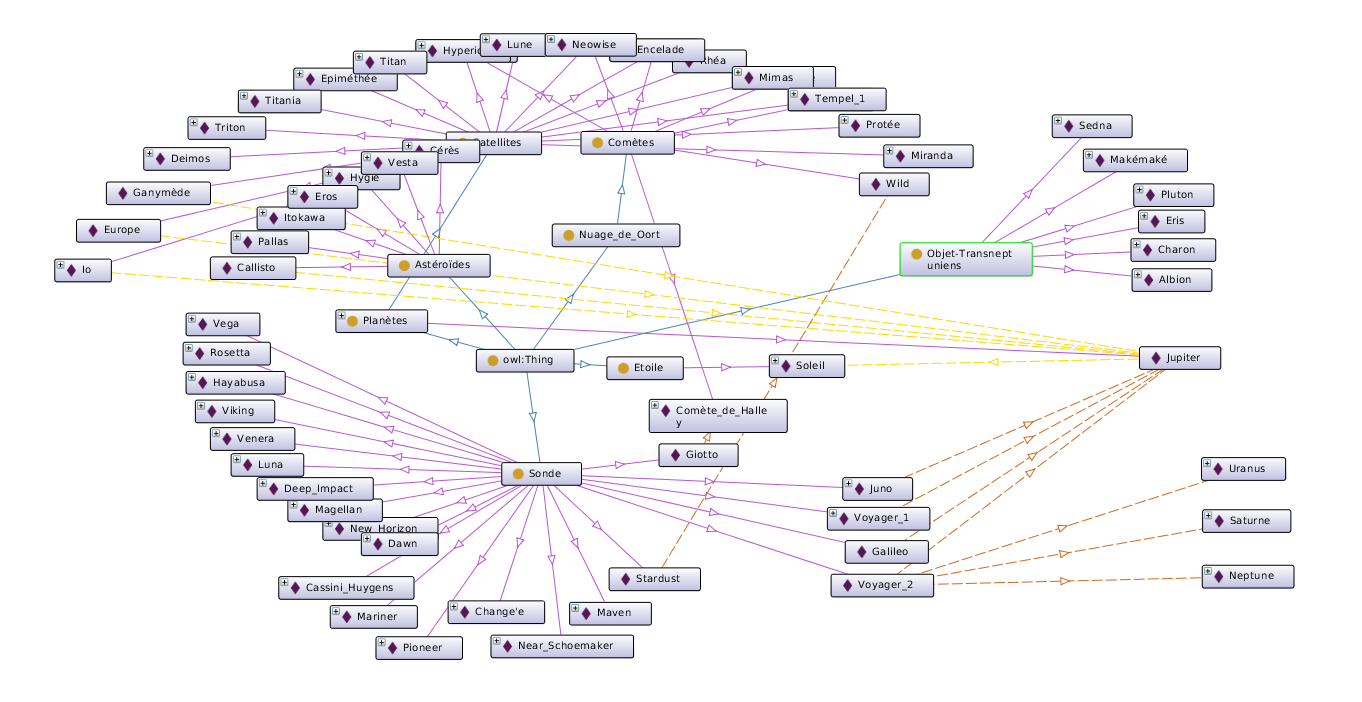 Lune
Neowise
Encelade
Titan
Rhéa
Epiméthée
Mimas
Titania
Tempel_1
Triton
Protée
Sedna
Satellites
Comètes
Cérès
Deimos
Vesta
Miranda
Makémaké
Hygie
Wild
Ganymède
Eros
Pluton
Itokawa
Eris
Europe
Pallas
Nuage_de_Oort
Charon
Objet-Transnept
uniens
Io
Callisto
Astéroïdes
Albion
Planètes
Vega
Rosetta
owl:Thing
Etoile
Soleil
Jupiter
Hayabusa
Viking
Comète_de_Halle
y
Venera
Giotto
Luna
Sonde
Uranus
Deep_Impact
Juno
Magellan
Voyager_1
Saturne
New_Horizon
Dawn
Galileo
Cassini_Huygens
Stardust
Voyager_2
Neptune
Mariner
Change'e
Maven
Pioneer
Near_Schoemaker